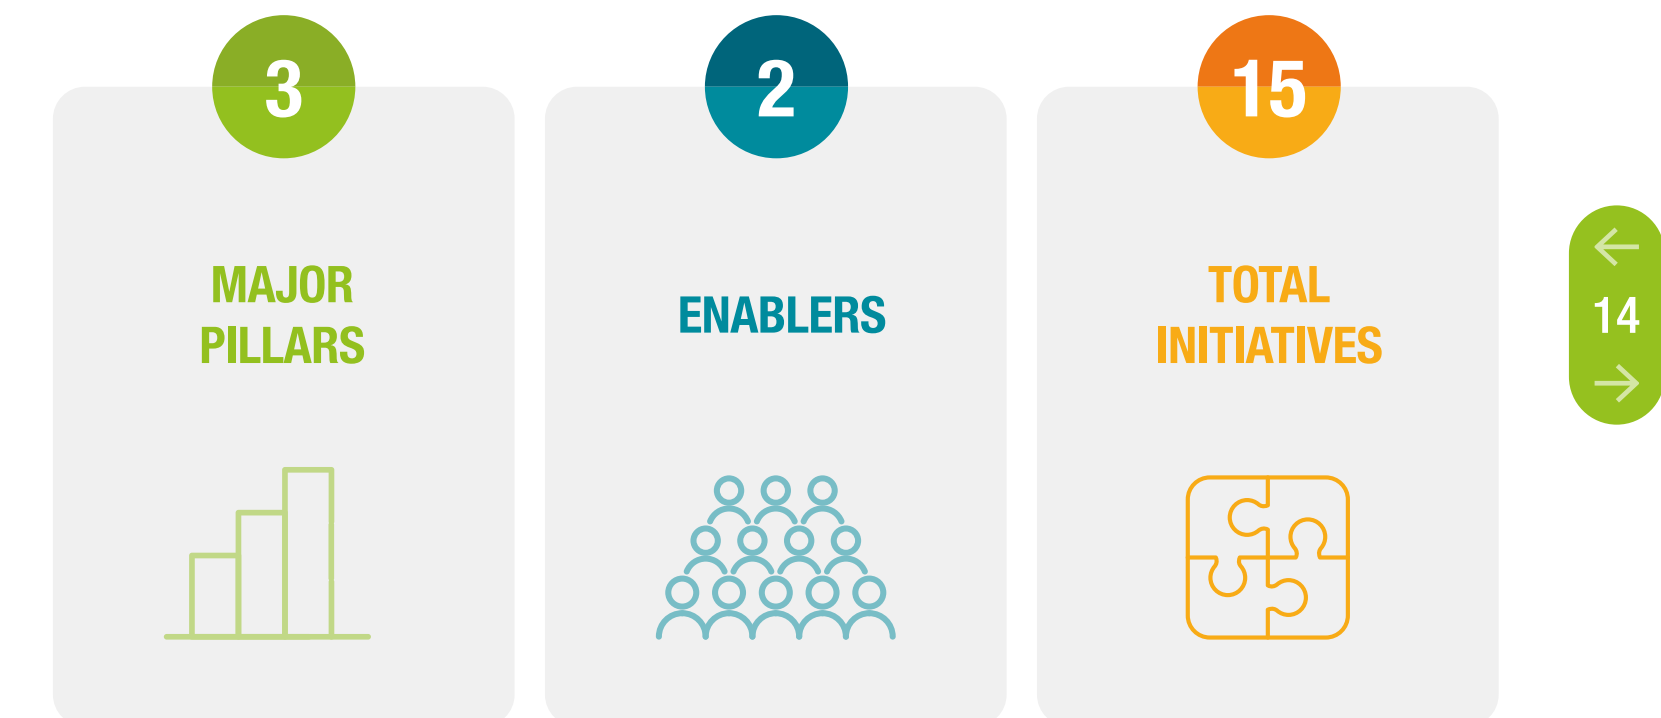 3
MAJOR
PILLARS
2
ENABLERS
15
TOTAL
INITIATIVES
14